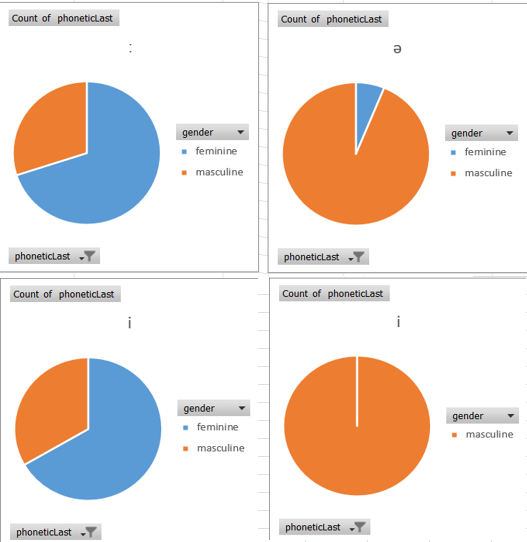 Count of phoneticLast
:
gender
feminine
masculine
phoneticLast
Count of phoneticLast
ə
gender
feminine
masculine
phoneticLast
Count of phoneticLast
i
gender
feminine
masculine
phoneticLast
Count of phoneticLast
i
gender
masculine
phoneticLast